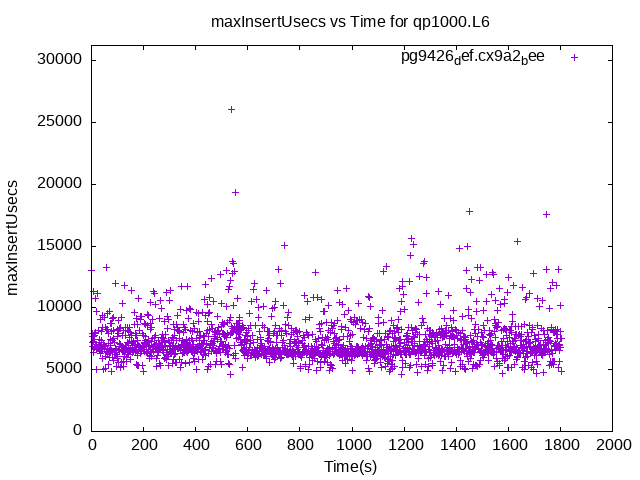 maxInsertUsecs vs Time for qp1000.L6
pg9426def.cx9a2bee
30000
25000
20000
15000
10000
5000
0
maxInsertUsecs
0 200 400 600 800 1000 1200 1400 1600 1800 2000
Time(s)